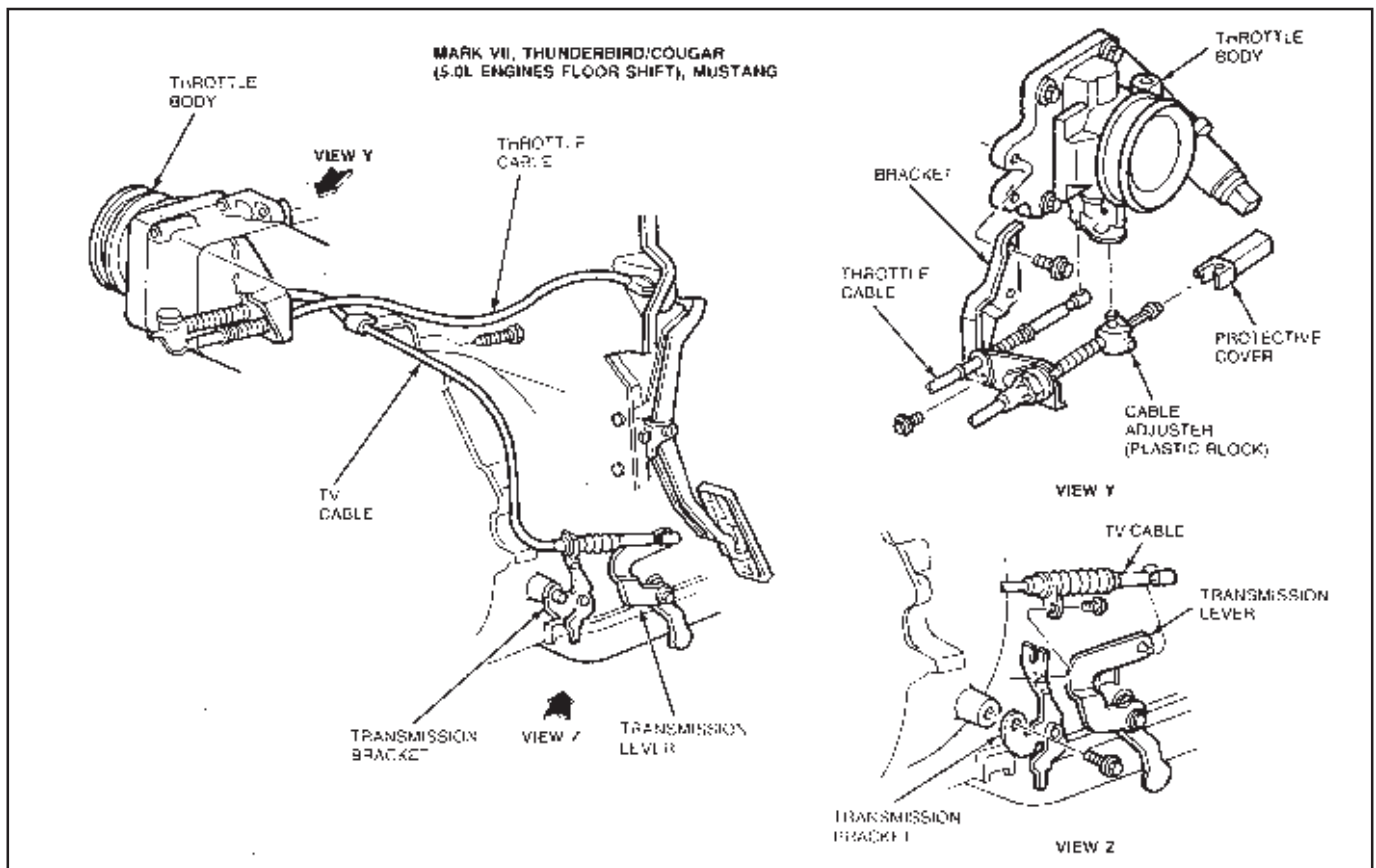 MARK VII, THUNDERBIRD/COUGAR
(5.0L ENGINES FLOOR SHIFT), MUSTANG
THROTTLE
BODY
VIEW Y
THROTTLE
CABLE
TV
CABLE
TRANSMISSION
BRACKET
VIEW Z
TRANSMISSION
LEVER
THROTTLE
BODY
BRACKET
THROTTLE
CABLE
PROTECTIVE
COVER
CABLE
ADJUSTER
(PLASTIC BLOCK)
VIEW Y
TV CABLE
TRANSMISSION
LEVER
TRANSMISSION
BRACKET
VIEW Z